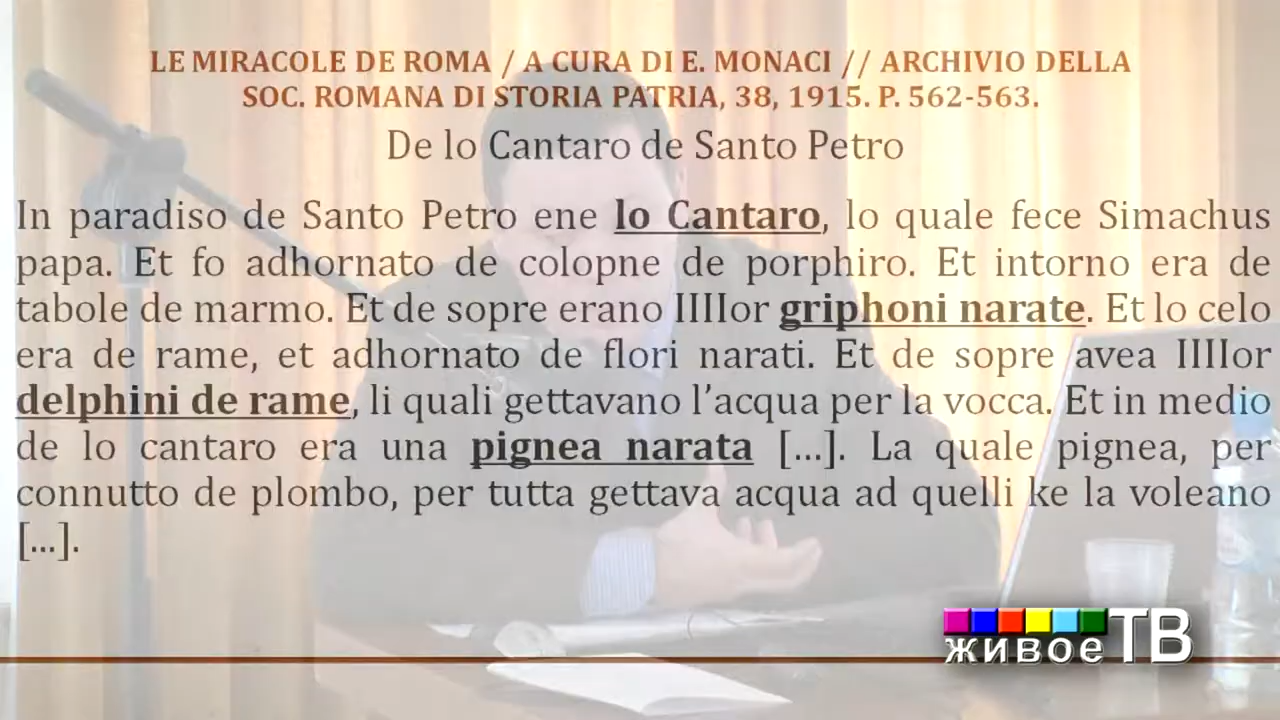 LE MIRACOLE DE ROMA / A CURA DI E. MONACI // ARCHIVIO DELLA
SOC. ROMANA DI STORIA PATRIA, 38, 1915. P. 562-563.
De lo Cantaro de Santo Petro
In paradiso de Santo Petro ene lo Cantaro, lo quale fece Simachus
papa. Et fo adhornato de colopne de porphiro. Et intorno era de
tabole de marmo. Et de sopre erano IIIIor griphoni narate. Et lo celo
era de rame, et adhornato de flori narati. Et de sopre avea IIIIor
delphini de rame, li quali gettavano l’acqua per la vocca. Et in medio
de lo cantaro era una pignea narata [...]. La quale pignea, per
connutto de plombo, per tutta gettava acqua ad quelli ke la voleano
[...].
живоеТВ